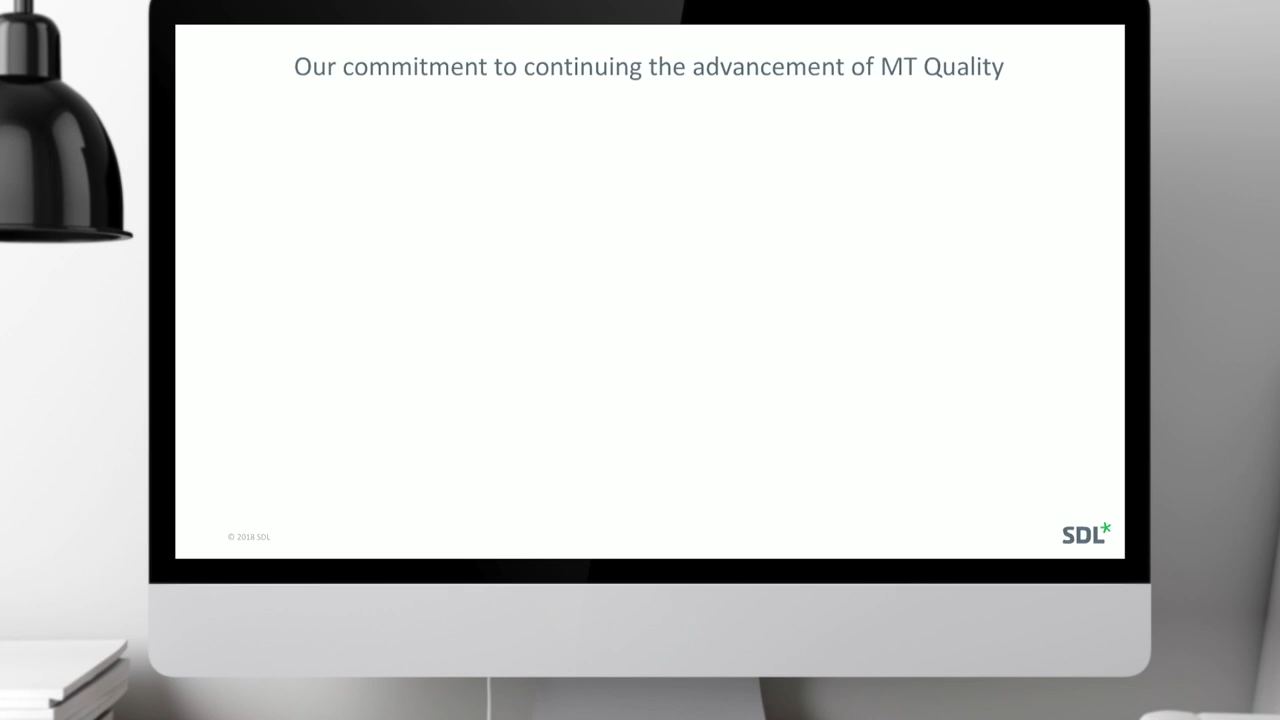 Our commitment to continuing the advancement of MT Quality
© 2018 SDL
SDL*